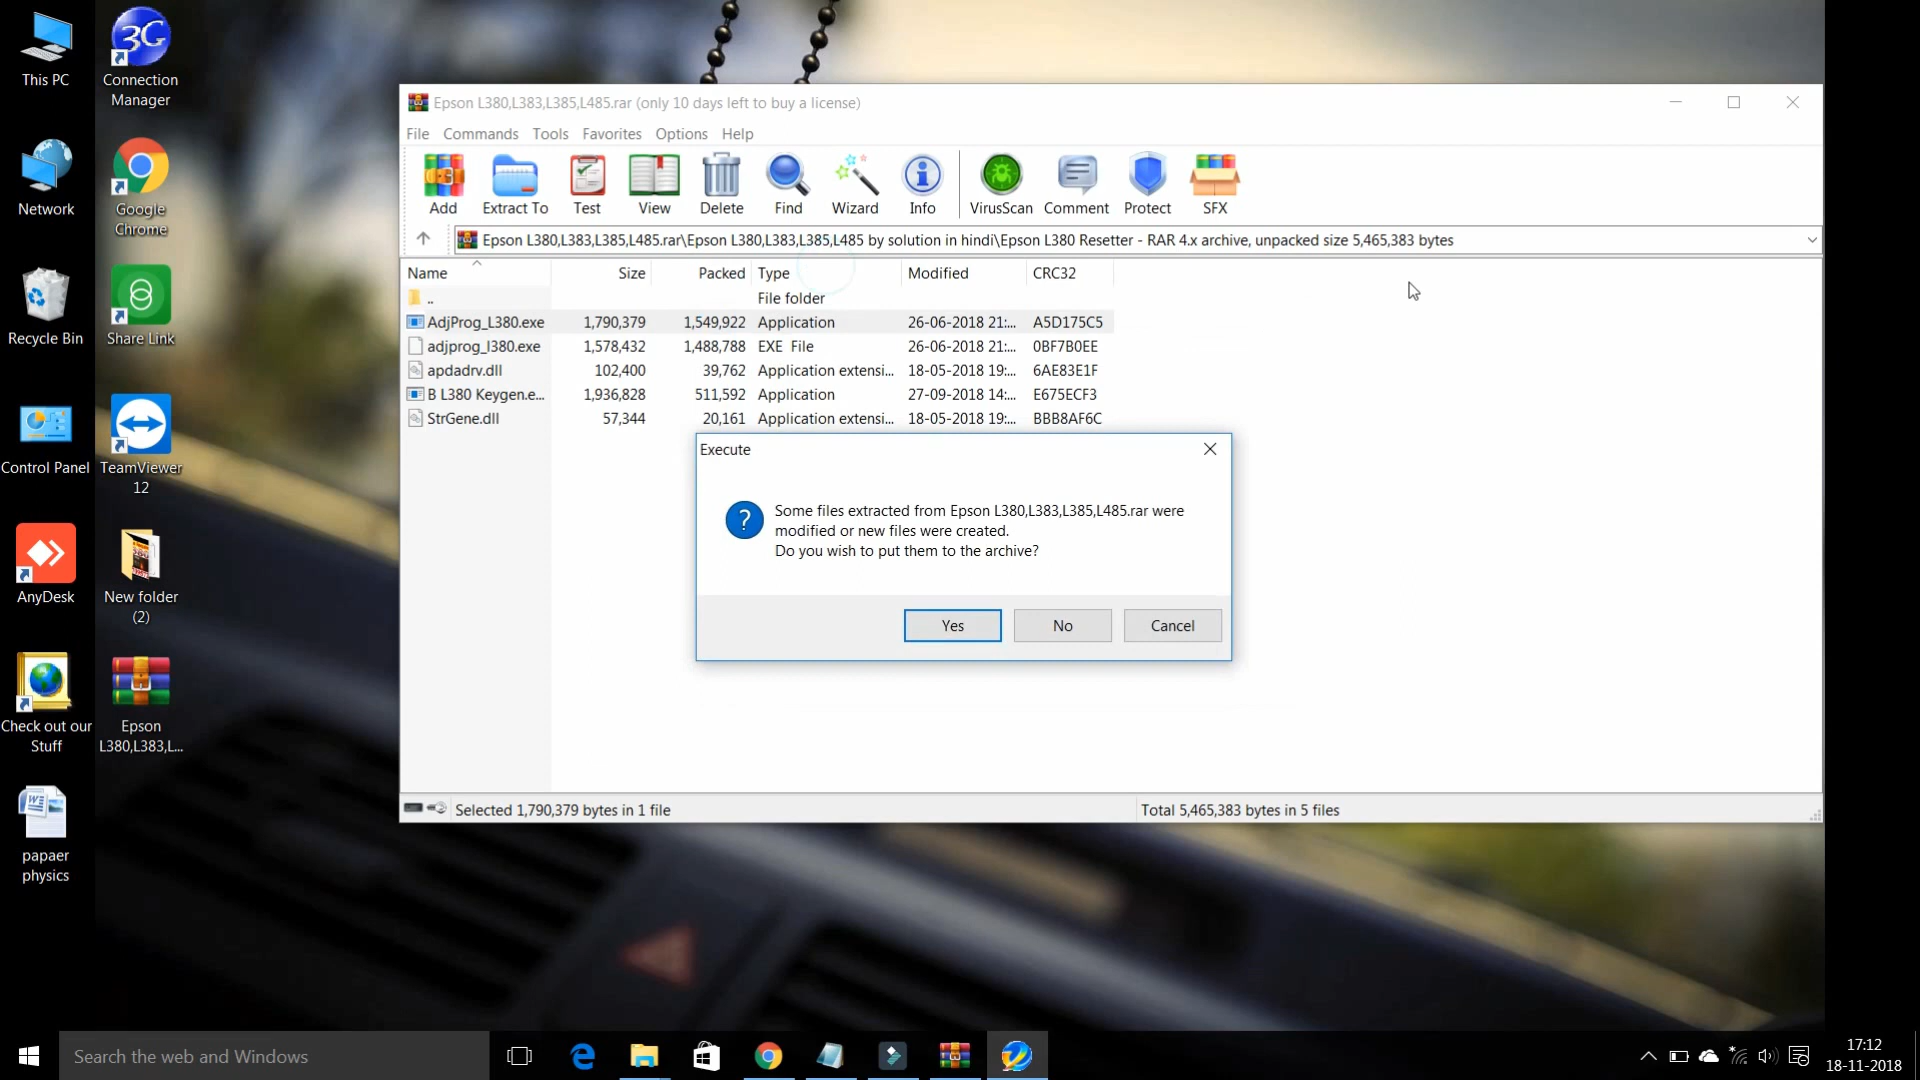 This PC
Connection
Manager
Network
Google
Chrome
Recycle Bin
Share Link
Control Panel
TeamViewer
12
AnyDesk
New folder
(2)
Check out our
Stuff
Epson
L380,L383,L...
papaer
physics
Epson L380,L383,L385,L485.rar (only 10 days left to buy a license)
File Commands Tools Favorites Options Help
Add Extract To Test View Delete Find Wizard Info VirusScan Comment Protect SFX
Epson L380,L383,L385,L485.rar\Epson L380,L383,L385,L485 by solution in hindi\Epson L380 Resetter - RAR 4.x archive, unpacked size 5,465,383 bytes
Name Size Packed Type Modified CRC32
.. File folder
AdjProg_L380.exe 1,790,379 1,549,922 Application 26-06-2018 21:... A5D175C5
adjprog_l380.exe 1,578,432 1,488,788 EXE File 26-06-2018 21:... 0BF7B0EE
apdadrv.dll 102,400 39,762 Application extensi... 18-05-2018 19:... 6AE83E1F
B L380 Keygen.e... 1,936,828 511,592 Application 27-09-2018 14:... E675ECF3
StrGene.dll 57,344 20,161 Application extensi... 18-05-2018 19:... BBB8AF6C
Execute
Some files extracted from Epson L380,L383,L385,L485.rar were
modified or new files were created.
Do you wish to put them to the archive?
Yes No Cancel
Selected 1,790,379 bytes in 1 file
Total 5,465,383 bytes in 5 files
Search the web and Windows
17:12
18-11-2018